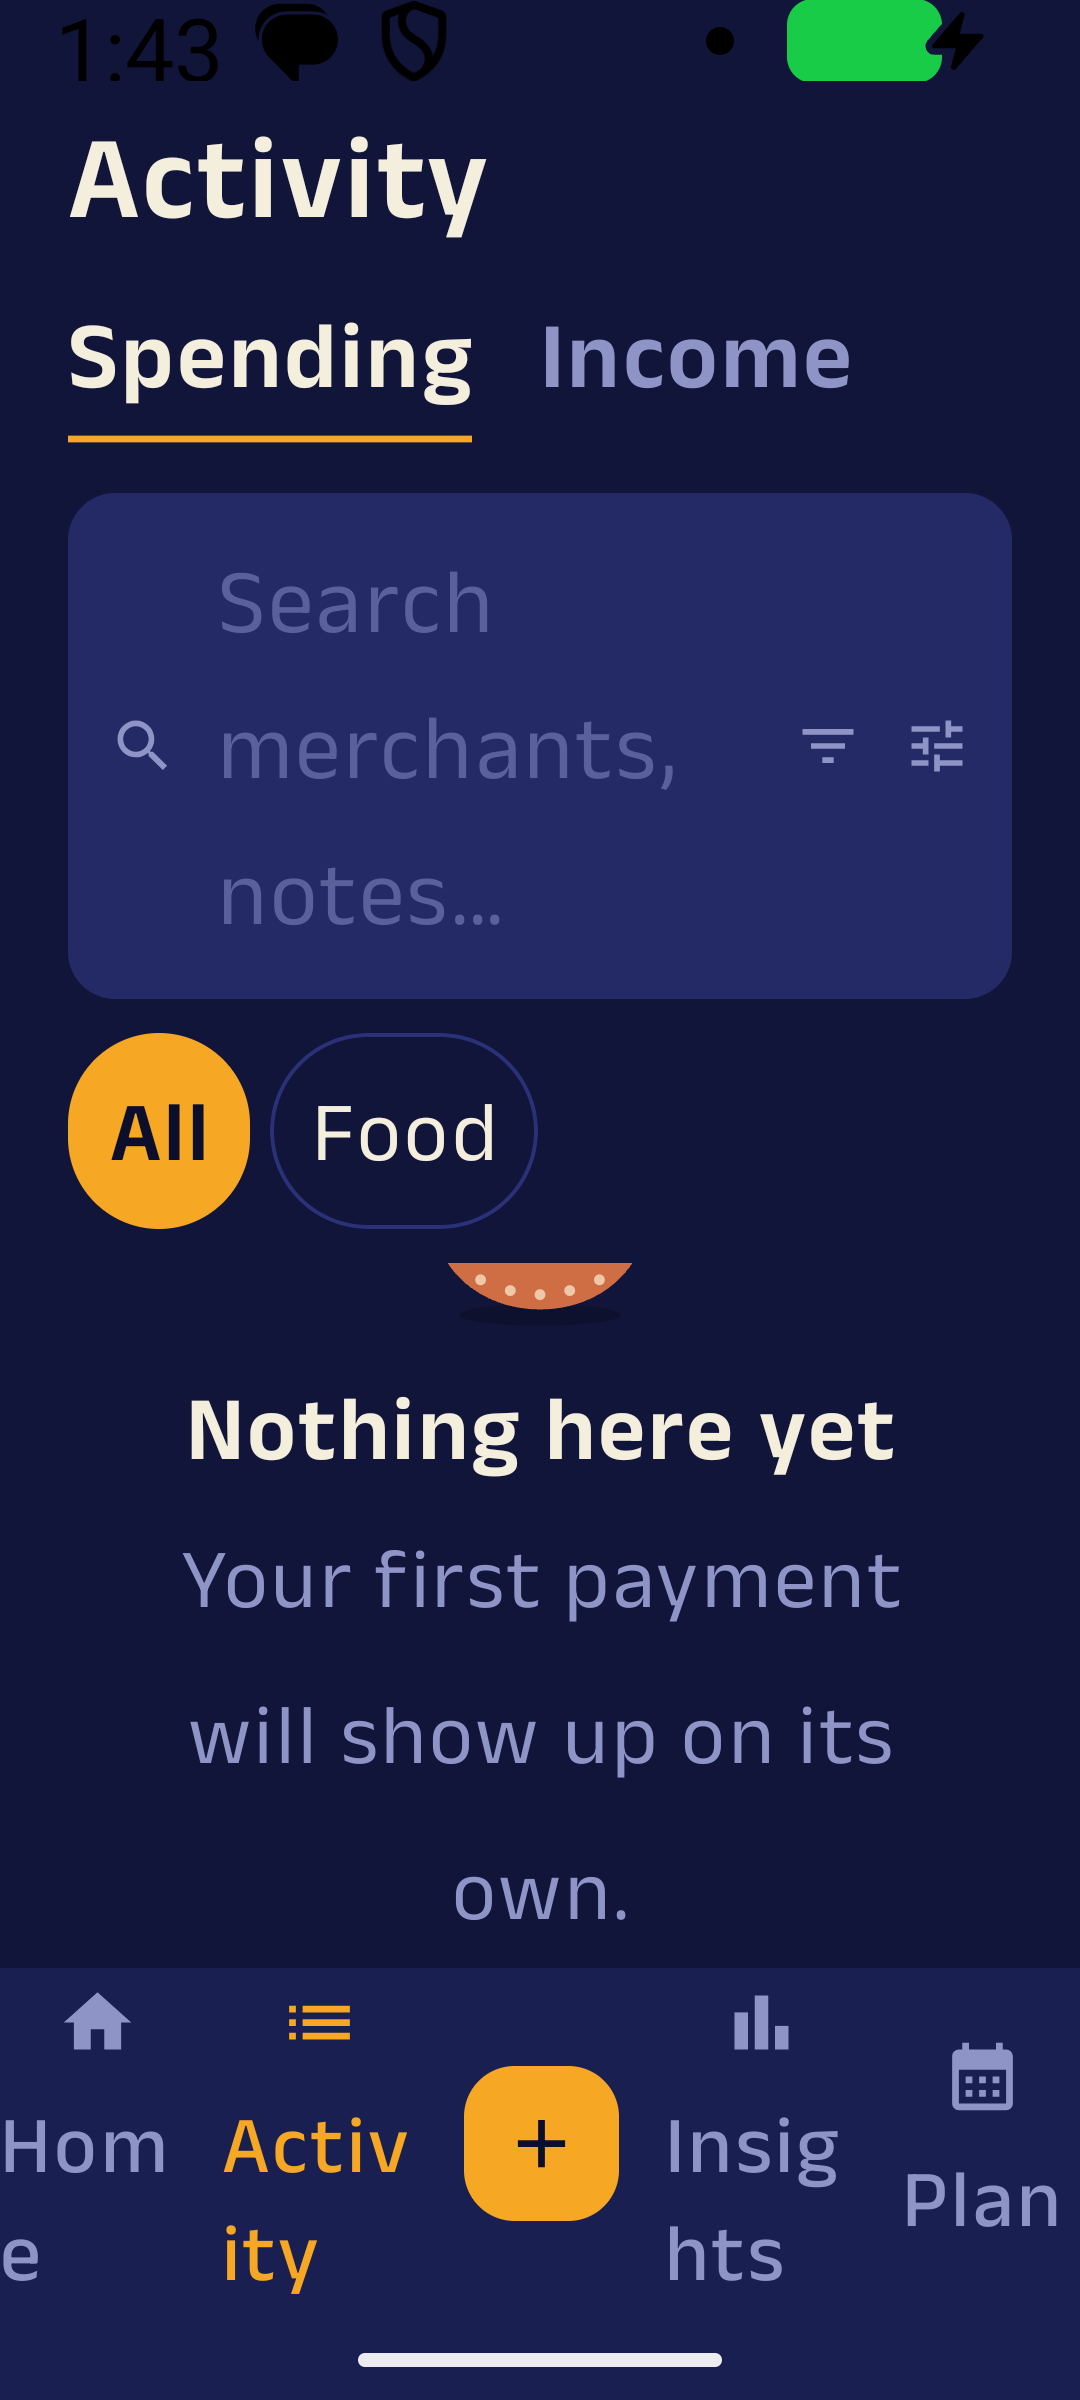 1:43
Activity
Spending Income
Search
merchants,
notes…
All Food
Nothing here yet
Your first payment
will show up on its
own.
Hom Activ Insig Plan
e ity hts